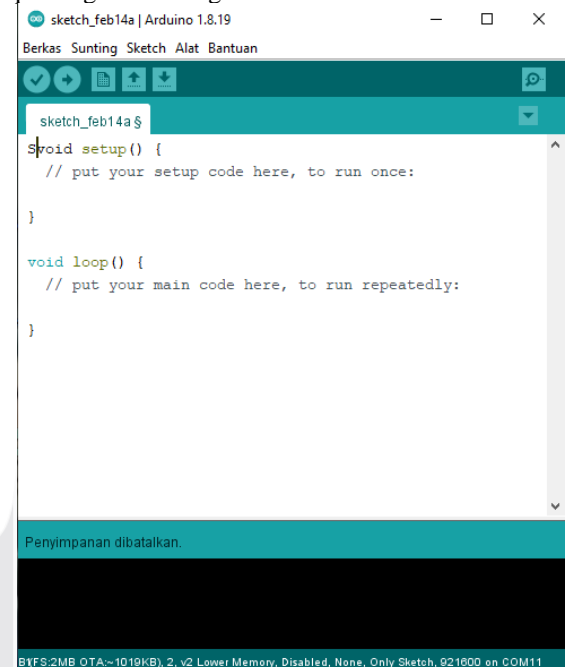 sketch_feb14a | Arduino 1.8.19
Berkas Sunting Sketch Alat Bantuan
sketch_feb14a §
Svoid setup() {
// put your setup code here, to run once:
}
void loop() {
// put your main code here, to run repeatedly:
}
Penyimpanan dibatalkan.
B1(FS:2MB OTA:~1019KB), 2, v2 Lower Memory, Disabled, None, Only Sketch, 921600 on COM11